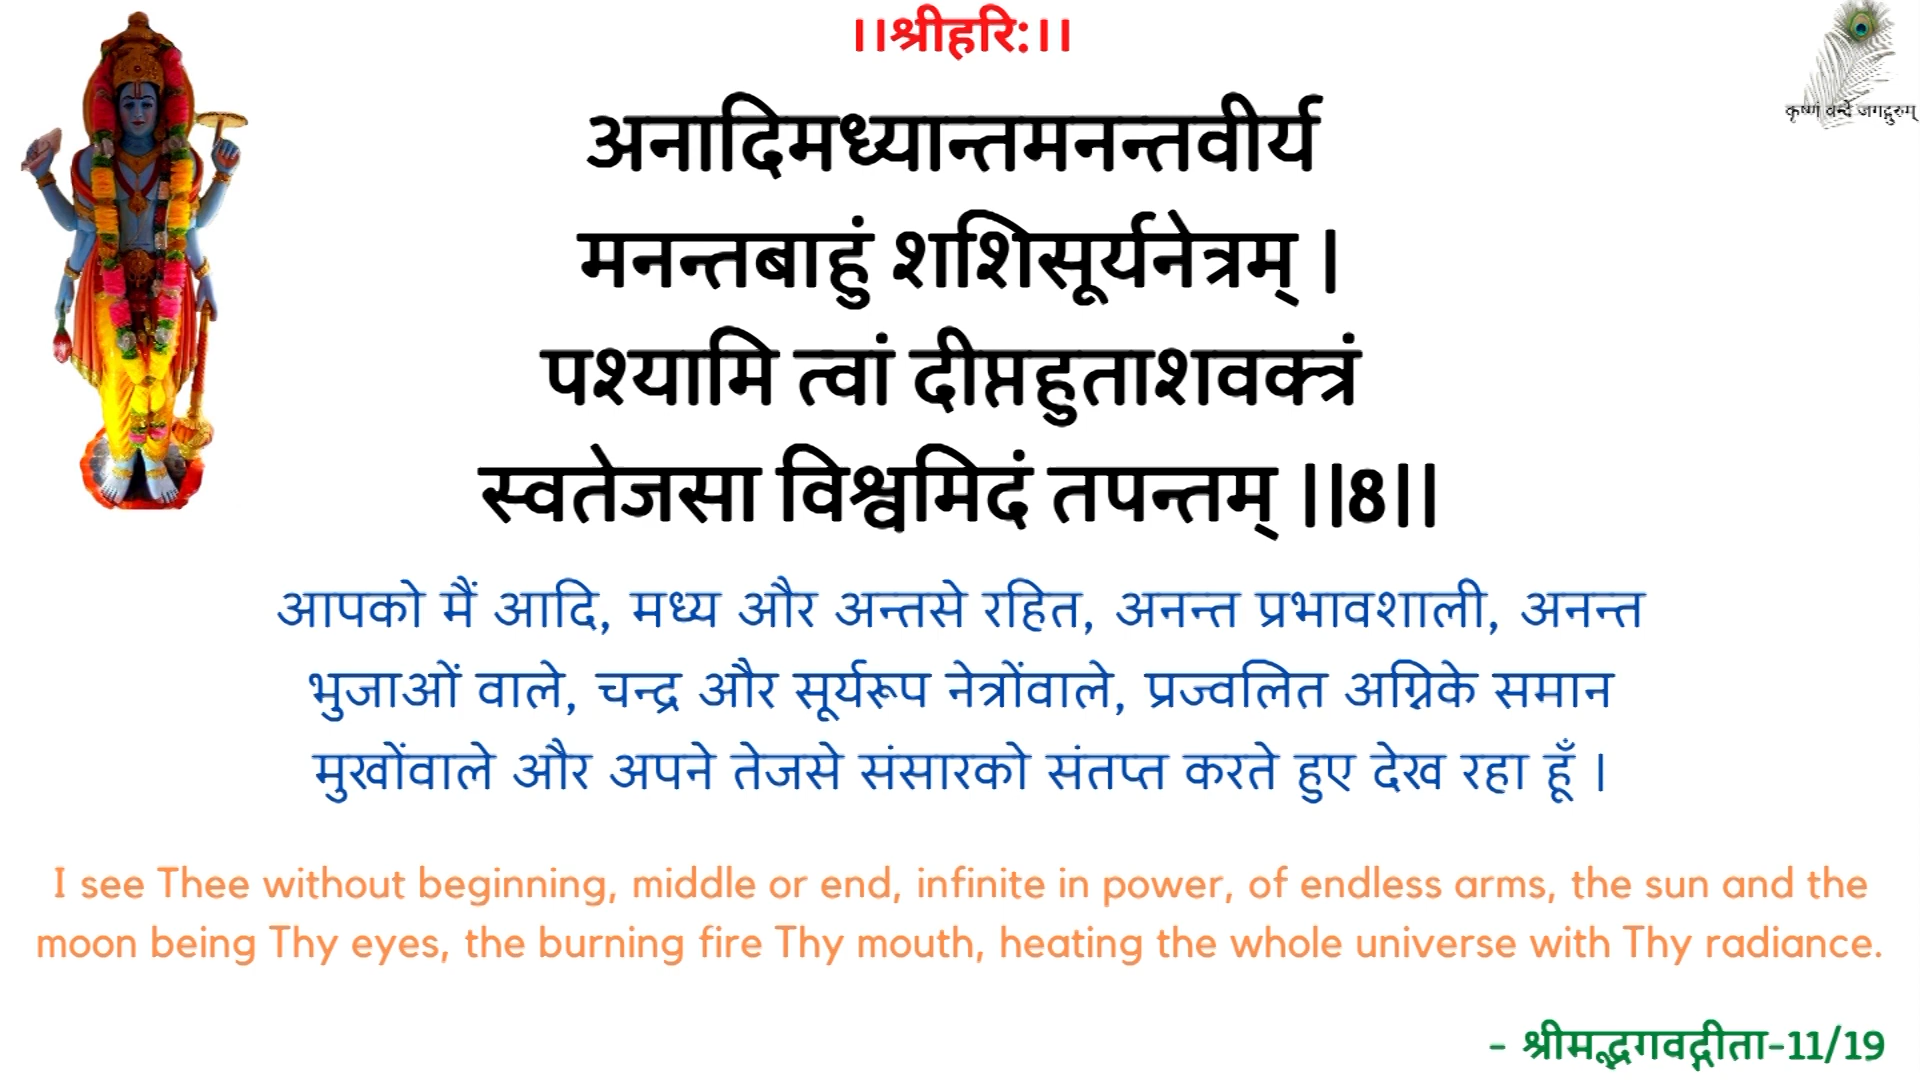 ।।श्रीहरि:।।
कृष्णं वन्दे जगद्गुरुम्
अनादिमध्यान्तमनन्तवीर्य
मनन्तबाहुं शशिसूर्यनेत्रम् |
पश्यामि त्वां दीप्तहुताशवक्त्रं
स्वतेजसा विश्वमिदं तपन्तम् ||8||
आपको मैं आदि, मध्य और अन्तसे रहित, अनन्त प्रभावशाली, अनन्त
भुजाओं वाले, चन्द्र और सूर्यरूप नेत्रोंवाले, प्रज्वलित अग्निके समान
मुखोंवाले और अपने तेजसे संसारको संतप्त करते हुए देख रहा हूँ |
I see Thee without beginning, middle or end, infinite in power, of endless arms, the sun and the
moon being Thy eyes, the burning fire Thy mouth, heating the whole universe with Thy radiance.
- श्रीमद्भगवद्गीता-11/19